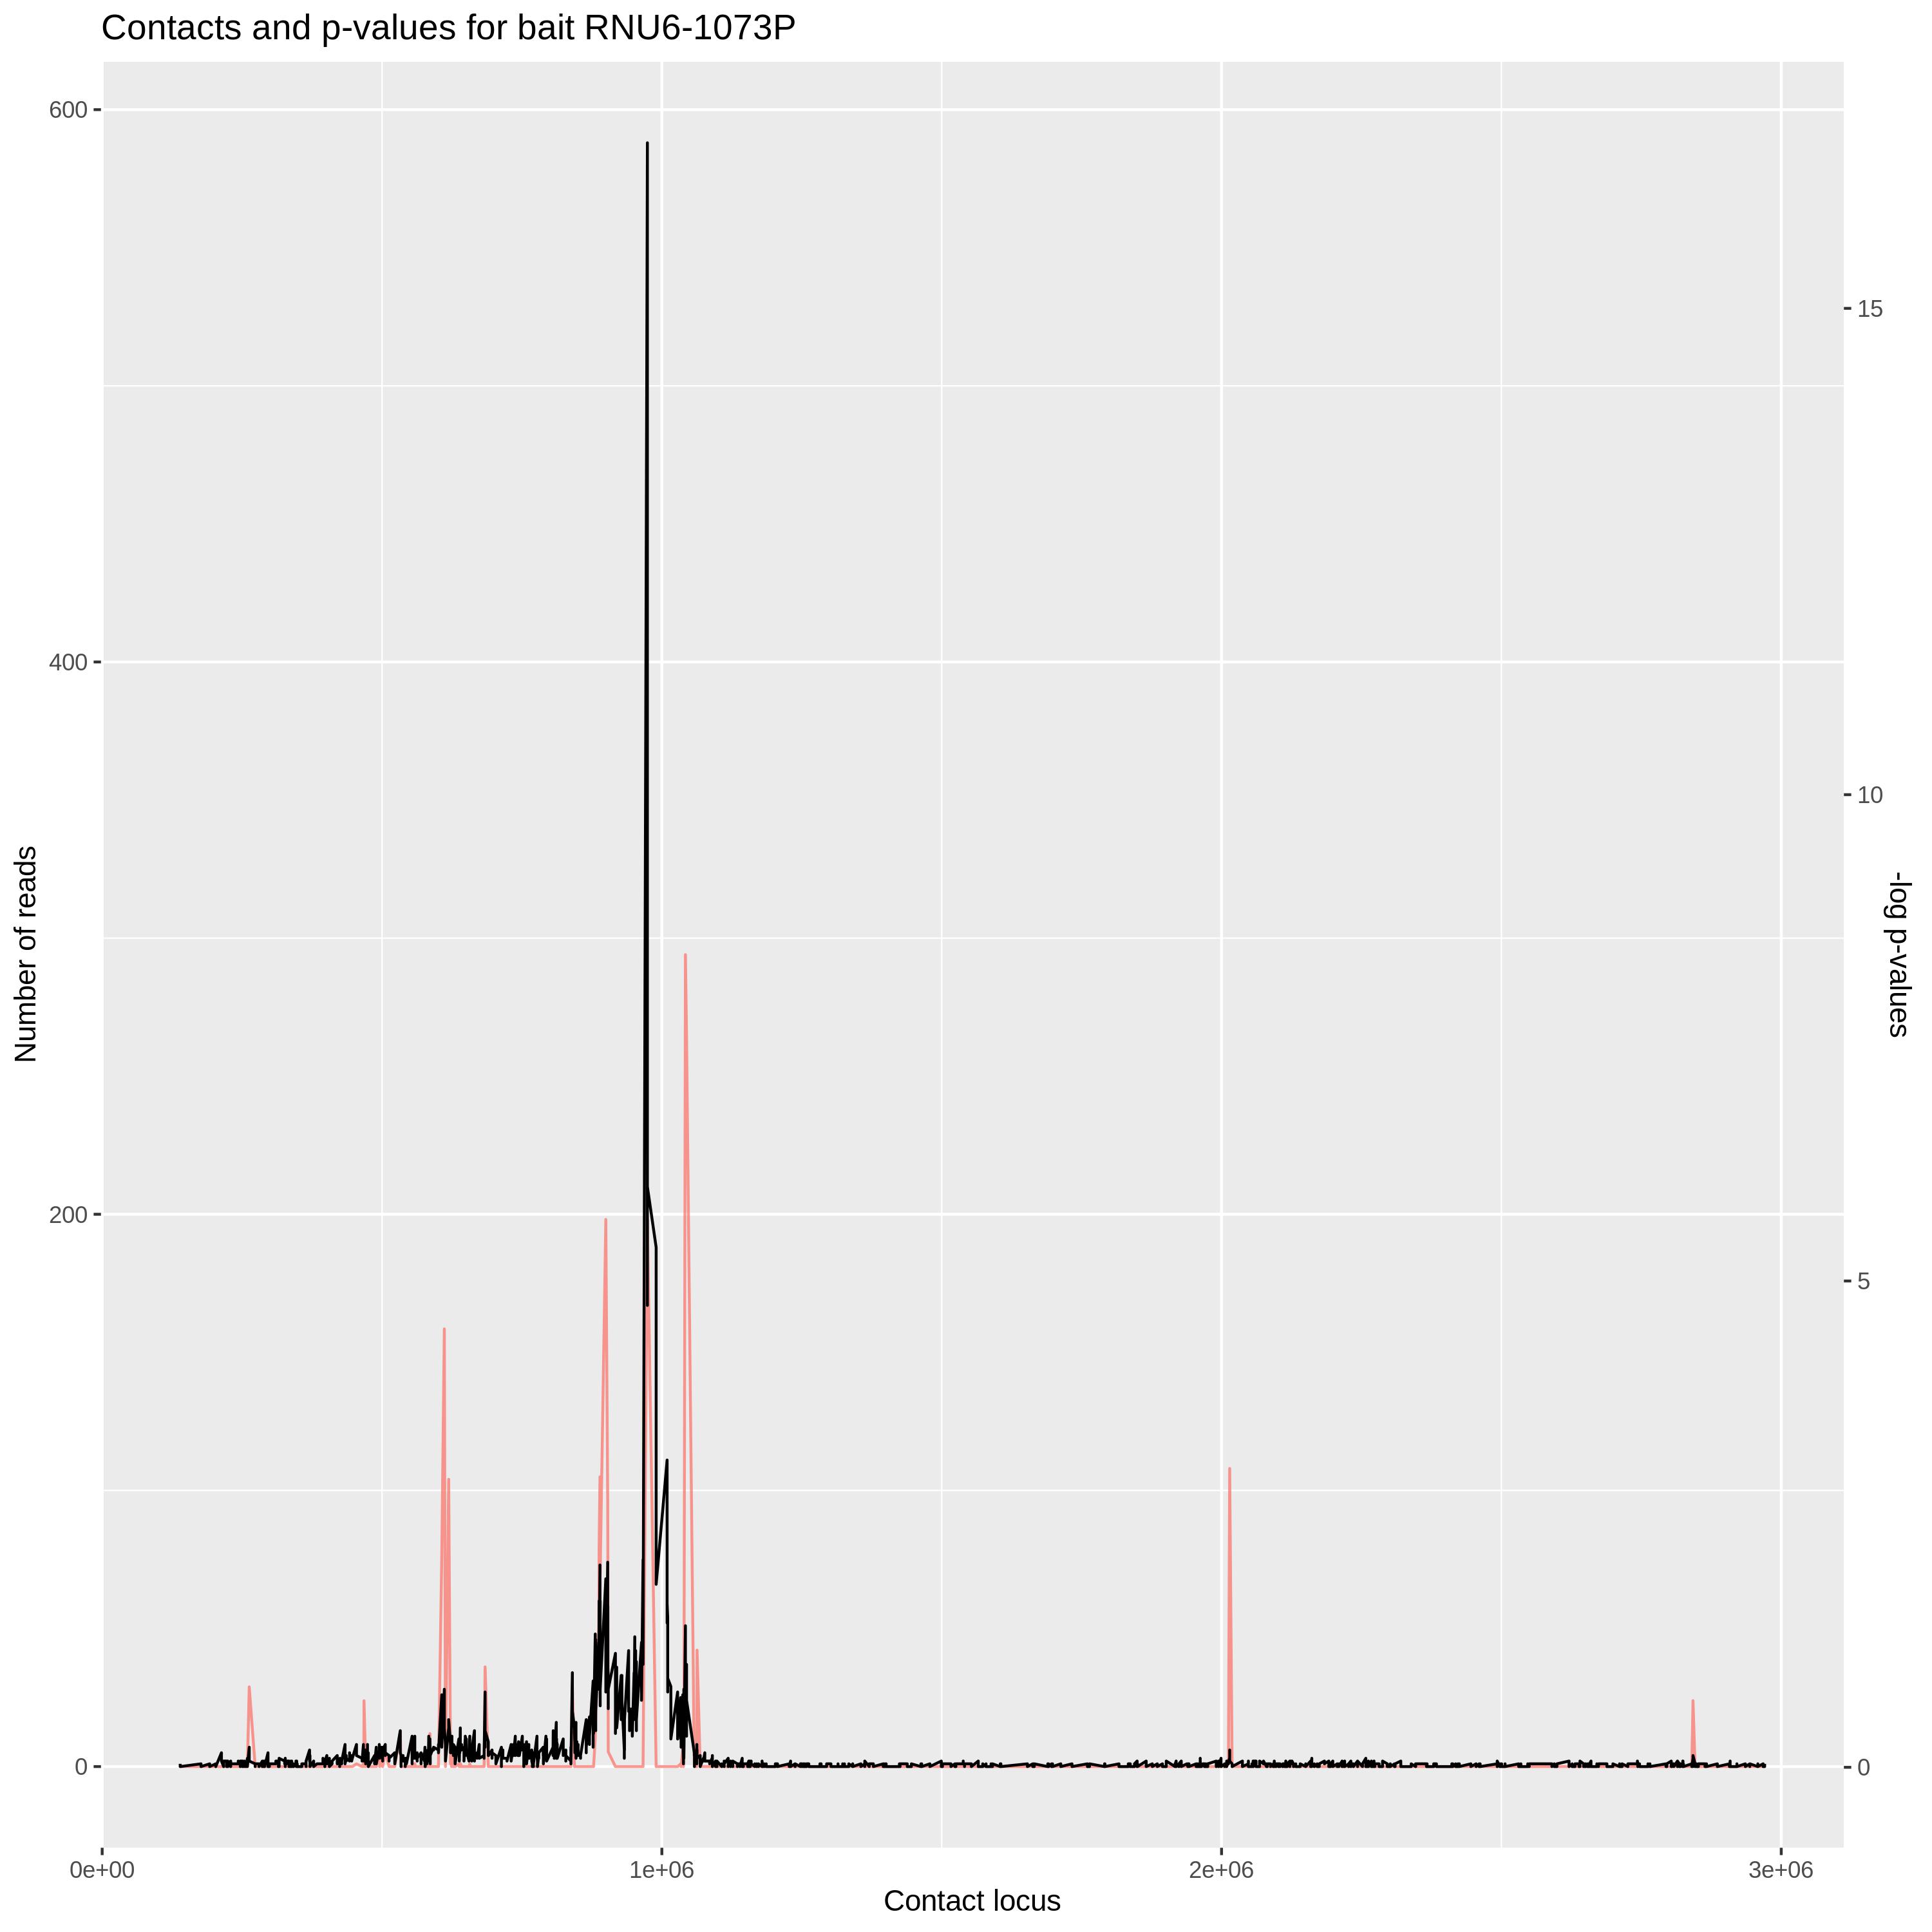 Contacts and p-values for bait RNU6-1073P
600
400
200
0
Number of reads
15
10
5
0
-log p-values
0e+00
1e+06
2e+06
3e+06
Contact locus